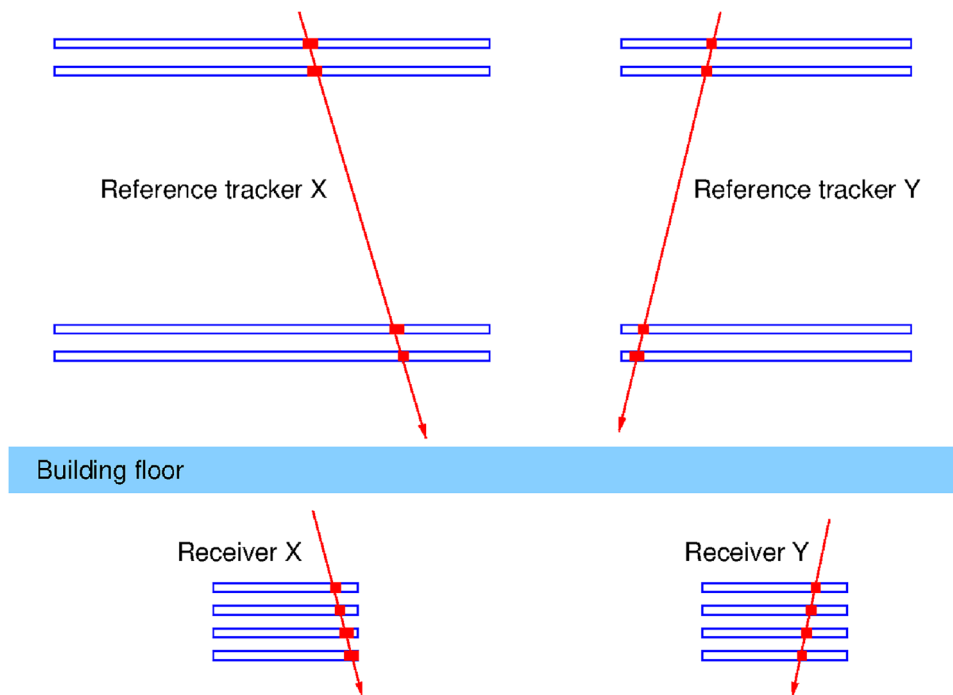 Reference tracker X
Reference tracker Y
Building floor
Receiver X
Receiver Y